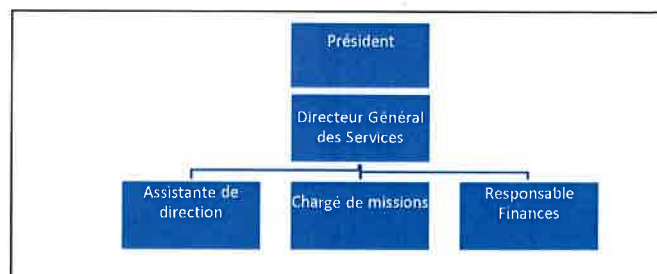 Président
Directeur Général
des Services
Assistante de
direction
Chargé de missions
Responsable
Finances